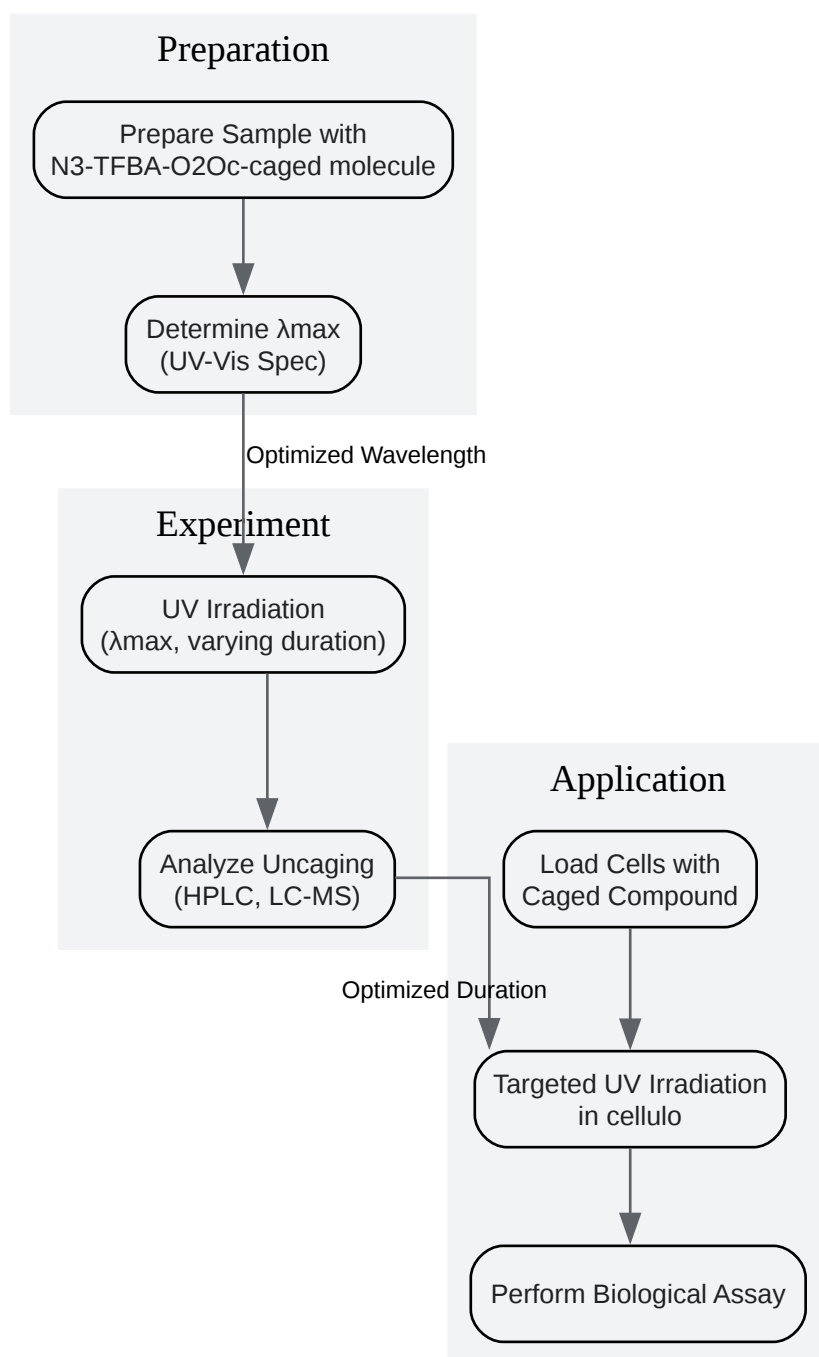 Preparation
Prepare Sample with
N3-TFBA-O2Oc-caged molecule
Determine λmax
(UV-Vis Spec)
Optimized Wavelength
Experiment
UV Irradiation
(λmax, varying duration)
Analyze Uncaging
(HPLC, LC-MS)
Optimized Duration
Application
Load Cells with
Caged Compound
Targeted UV Irradiation
in cellulo
Perform Biological Assay